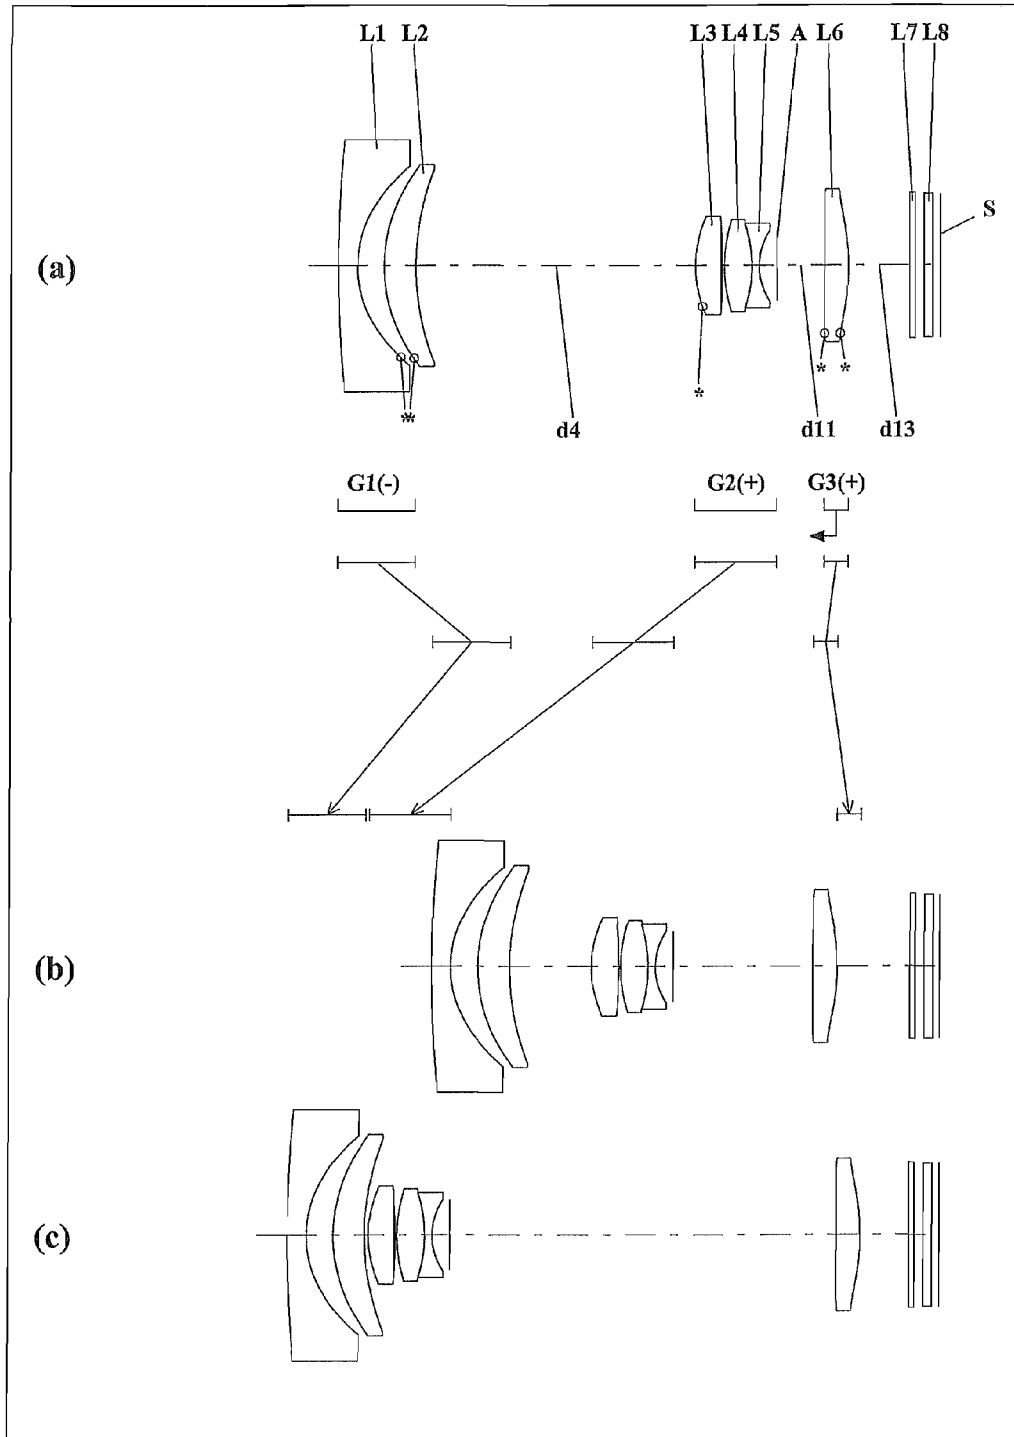 L1 L2 L3 L4 L5 A L6 L7 L8
S
(a)
* * * * *
d4 d11 d13
G1(-) G2(+) G3(+)
(b)
(c)